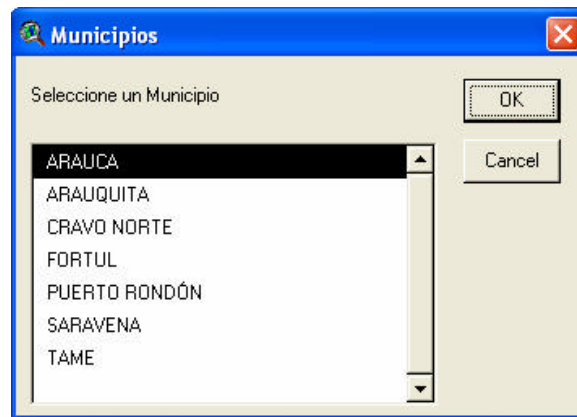 Municipios
Seleccione un Municipio
OK
Cancel
ARAUCA
ARAUQUITA
CRAVO NORTE
FORTUL
PUERTO RONDÓN
SARAVENA
TAME